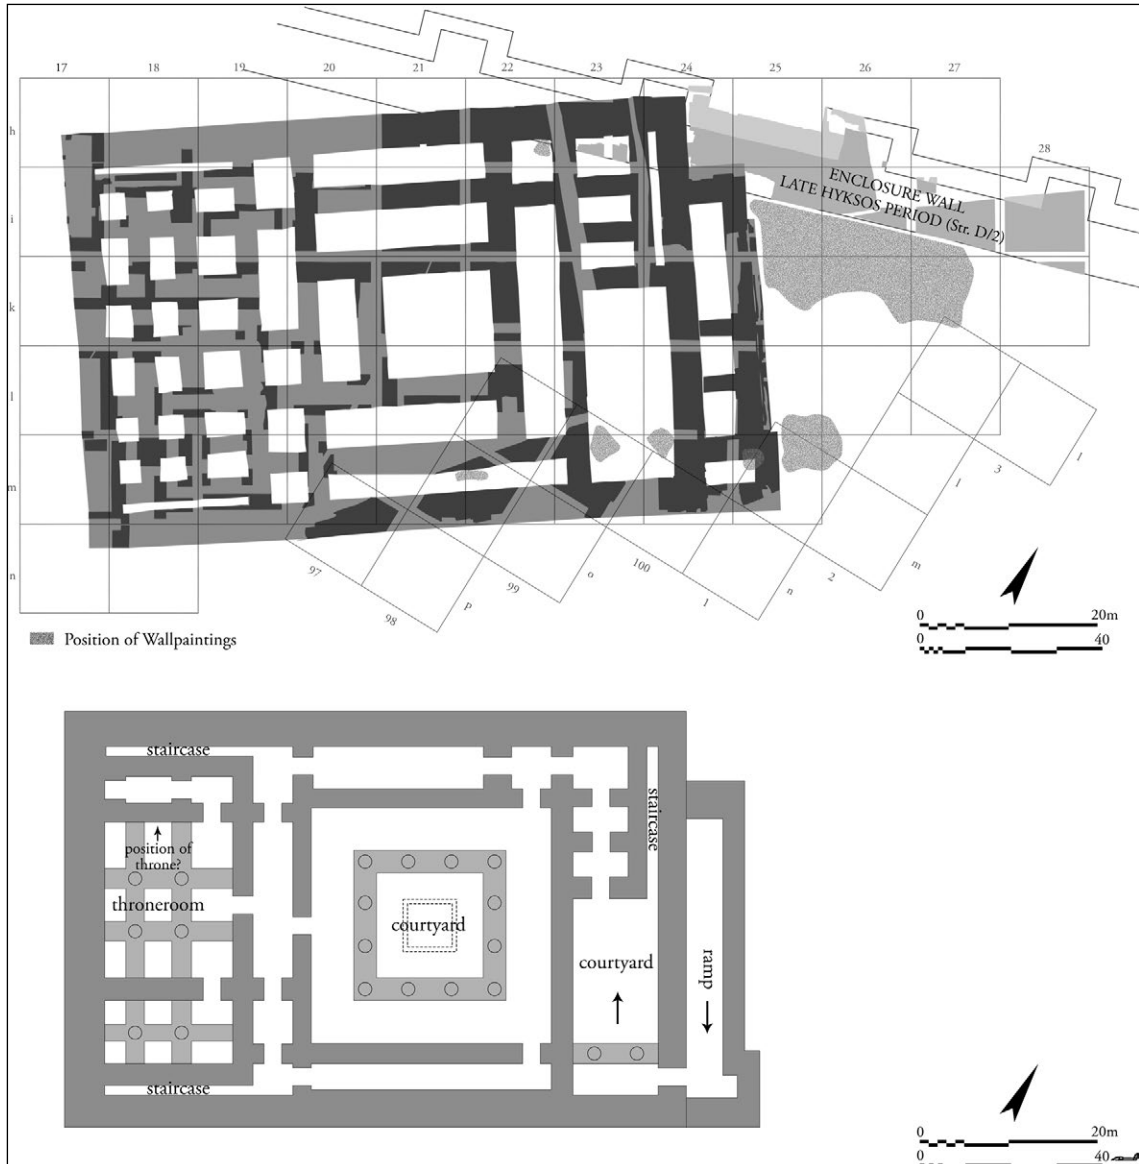 17 18 19 20 21 22 23 24 25 26 27
28
h
i
k
l
m
n
ENCLOSURE WALL
LATE HYKSOS PERIOD (Str. D/2)
1
3
1
m
2
n
1
100
o
99
p
98
97
0 20m
0 40
Position of Wallpaintings
staircase
position of
throne?
throneroom
staircase
courtyard
staircase
courtyard
ramp
0 20m
0 40